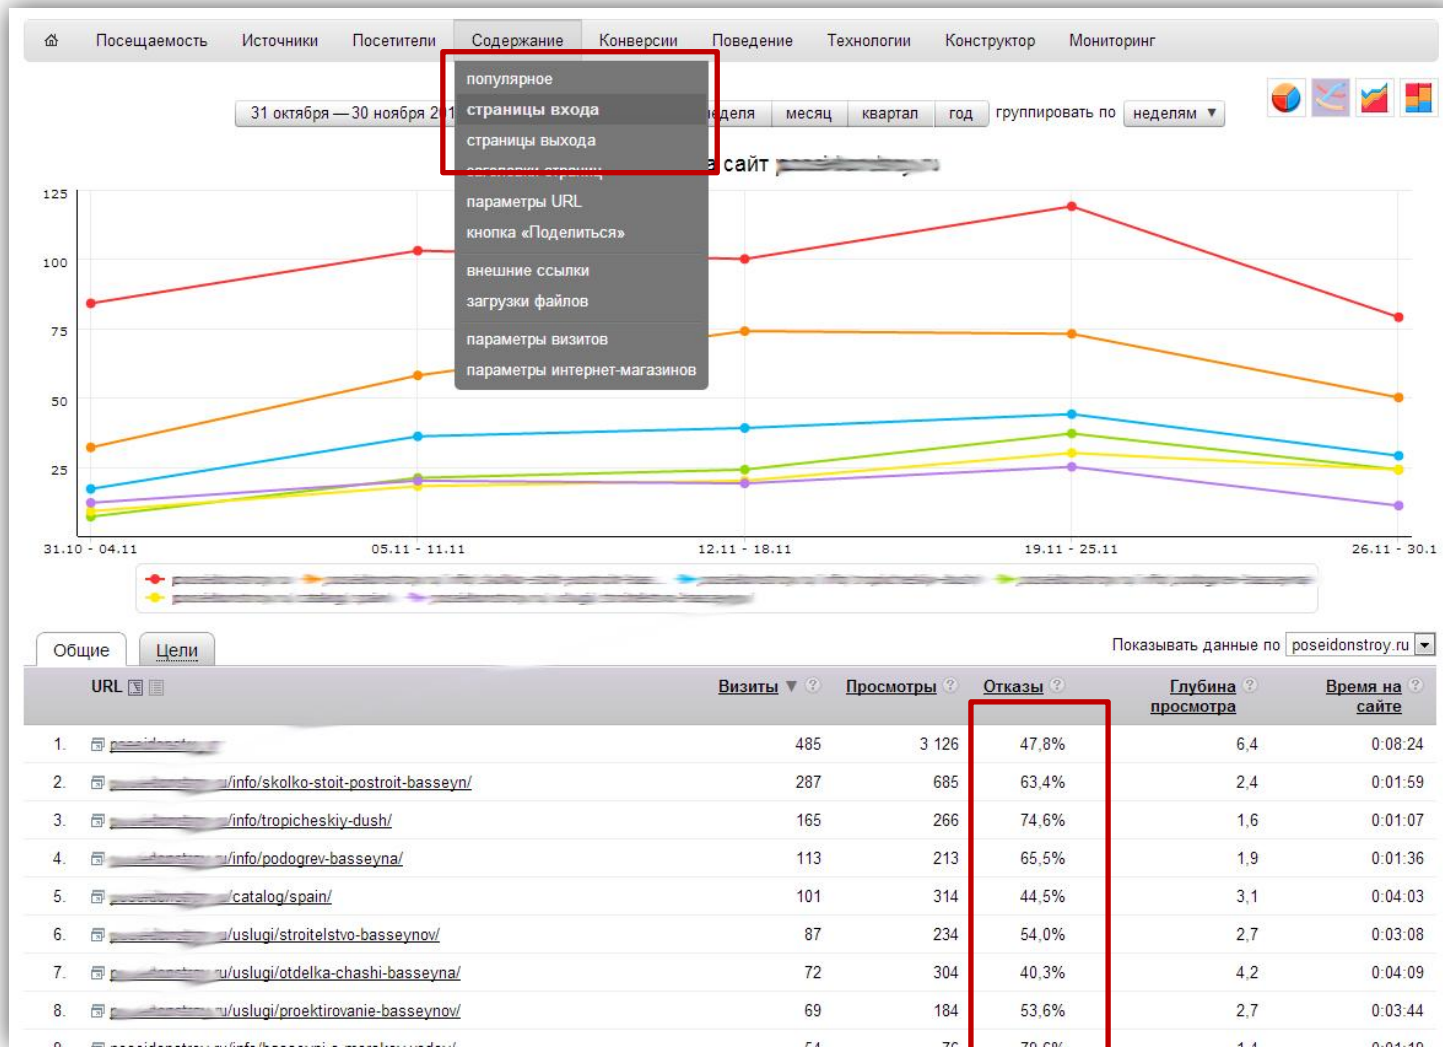 Посещаемость Источники Посетители Содержание Конверсии Поведение Технологии Конструктор Мониторинг
популярное
страницы входа
страницы выхода
заголовки страниц
параметры URL
кнопка «Поделиться»
внешние ссылки
загрузки файлов
параметры визитов
параметры интернет-магазинов
31 октября — 30 ноября месяц квартал год группировать по неделям
сайт
125
100
75
50
25
31.10 - 04.11 05.11 - 11.11 12.11 - 18.11 19.11 - 25.11 26.11 - 30.1
Общие Цели Показывать данные по poseidonstroy.ru
URL Визиты ▼ Просмотры Отказы Глубина просмотра Время на сайте
1. 485 3 126 47,8% 6,4 0:08:24
2. /info/skolko-stoit-postroit-basseyn/ 287 685 63,4% 2,4 0:01:59
3. /info/tropicheskiy-dush/ 165 266 74,6% 1,6 0:01:07
4. /info/podogrev-basseyna/ 113 213 65,5% 1,9 0:01:36
5. /catalog/spain/ 101 314 44,5% 3,1 0:04:03
6. /uslugi/stroitelstvo-basseynov/ 87 234 54,0% 2,7 0:03:08
7. /uslugi/otdelka-chashi-basseyna/ 72 304 40,3% 4,2 0:04:09
8. /uslugi/proektirovanie-basseynov/ 69 184 53,6% 2,7 0:03:44